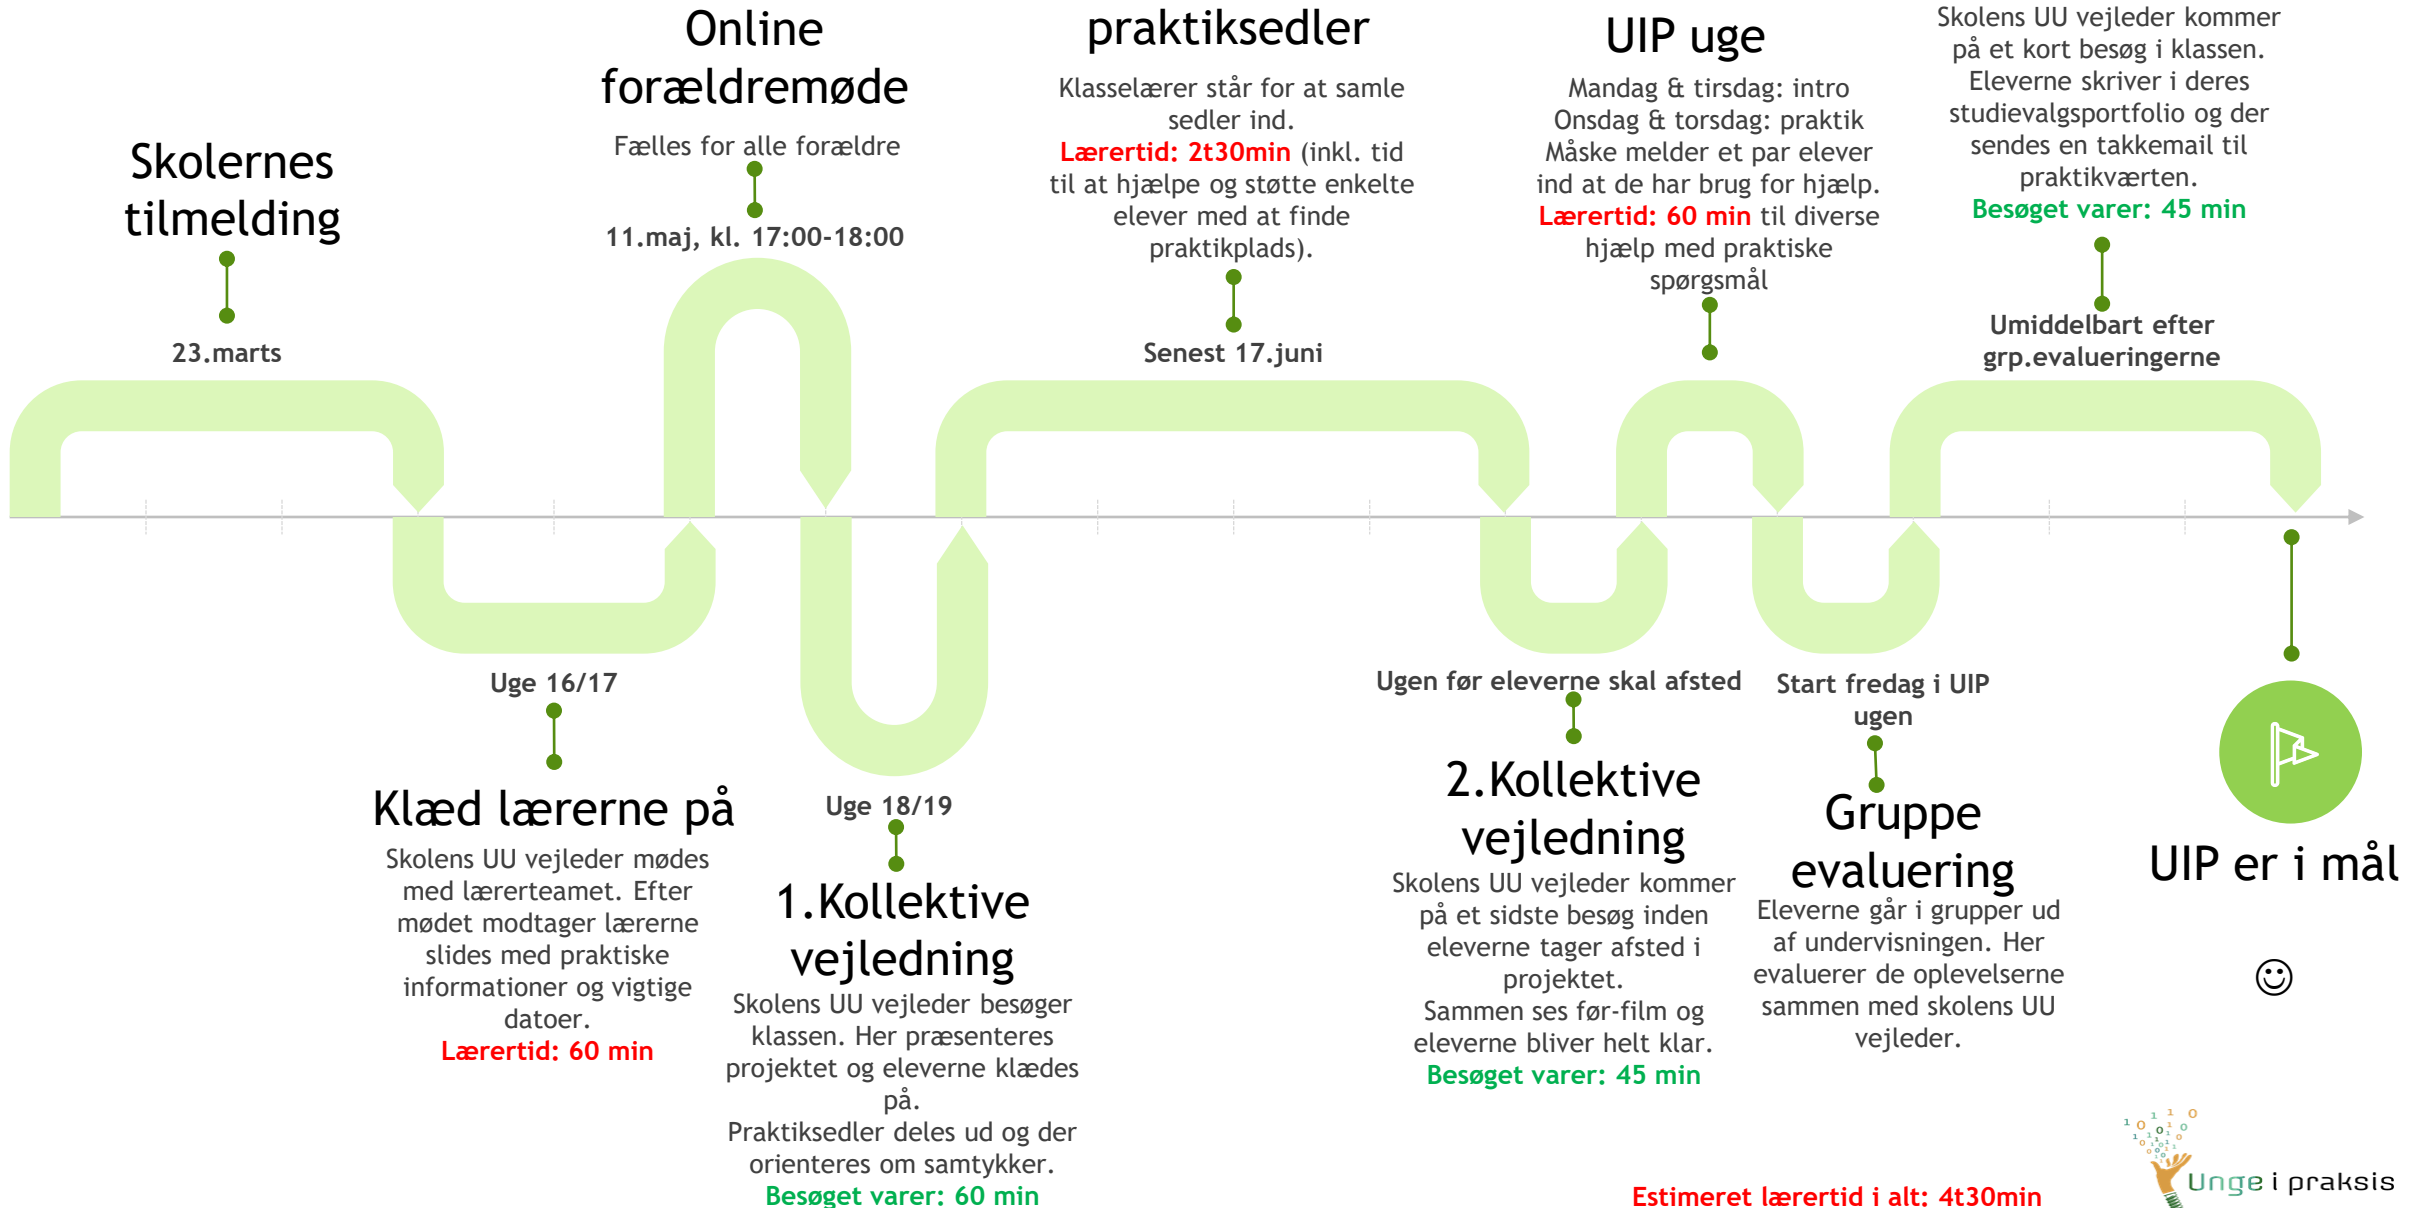 Skolernes
tilmelding
23.marts
Uge 16/17
Klæd lærerne på
Skolens UU vejleder mødes
med lærerteamet. Efter
mødet modtager lærerne
slides med praktiske
informationer og vigtige
datoer.
Lærertid: 60 min
Online
forældremøde
Fælles for alle forældre
11.maj, kl. 17:00-18:00
Uge 18/19
1.Kollektive
vejledning
Skolens UU vejleder besøger
klassen. Her præsenteres
projektet og eleverne klædes
på.
Praktiksedler deles ud og der
orienteres om samtykker.
Besøget varer: 60 min
praktiksedler
Klasselærer står for at samle
sedler ind.
Lærertid: 2t30min (inkl. tid
til at hjælpe og støtte enkelte
elever med at finde
praktikplads).
Senest 17.juni
Ugen før eleverne skal afsted
2.Kollektive
vejledning
Skolens UU vejleder kommer
på et sidste besøg inden
eleverne tager afsted i
projektet.
Sammen ses før-film og
eleverne bliver helt klar.
Besøget varer: 45 min
UIP uge
Mandag & tirsdag: intro
Onsdag & torsdag: praktik
Måske melder et par elever
ind at de har brug for hjælp.
Lærertid: 60 min til diverse
hjælp med praktiske
spørgsmål
Start fredag i UIP
ugen
Gruppe
evaluering
Eleverne går i grupper ud
af undervisningen. Her
evaluerer de oplevelserne
sammen med skolens UU
vejleder.
Skolens UU vejleder kommer
på et kort besøg i klassen.
Eleverne skriver i deres
studievalgsportfolio og der
sendes en takkemail til
praktikværten.
Besøget varer: 45 min
Umiddelbart efter
grp.evalueringerne
UIP er i mål
Estimeret lærertid i alt: 4t30min
Unge i praksis